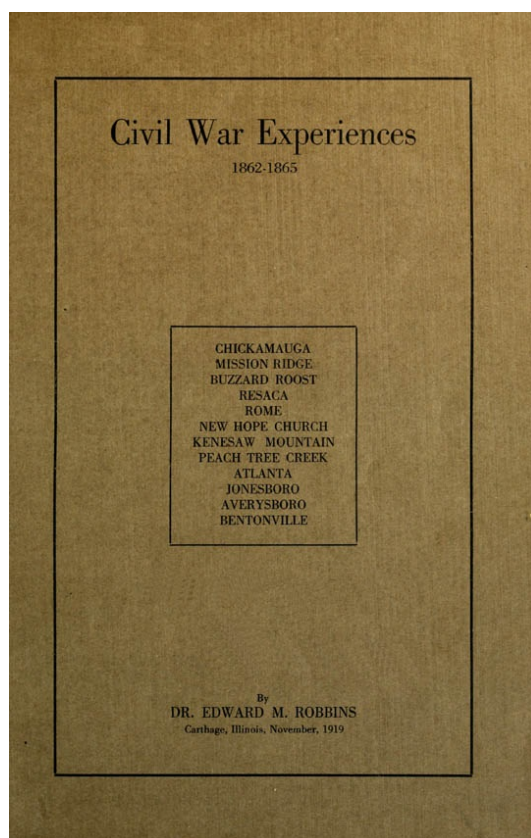 Civil War Experiences
1862-1865
CHICKAMAUGA
MISSION RIDGE
BUZZARD ROOST
RESACA
ROME
NEW HOPE CHURCH
KENESAW MOUNTAIN
PEACH TREE CREEK
ATLANTA
JONESBORO
AVERYSBORO
BENTONVILLE
By
DR. EDWARD M. ROBBINS
Carthage, Illinois, November, 1919